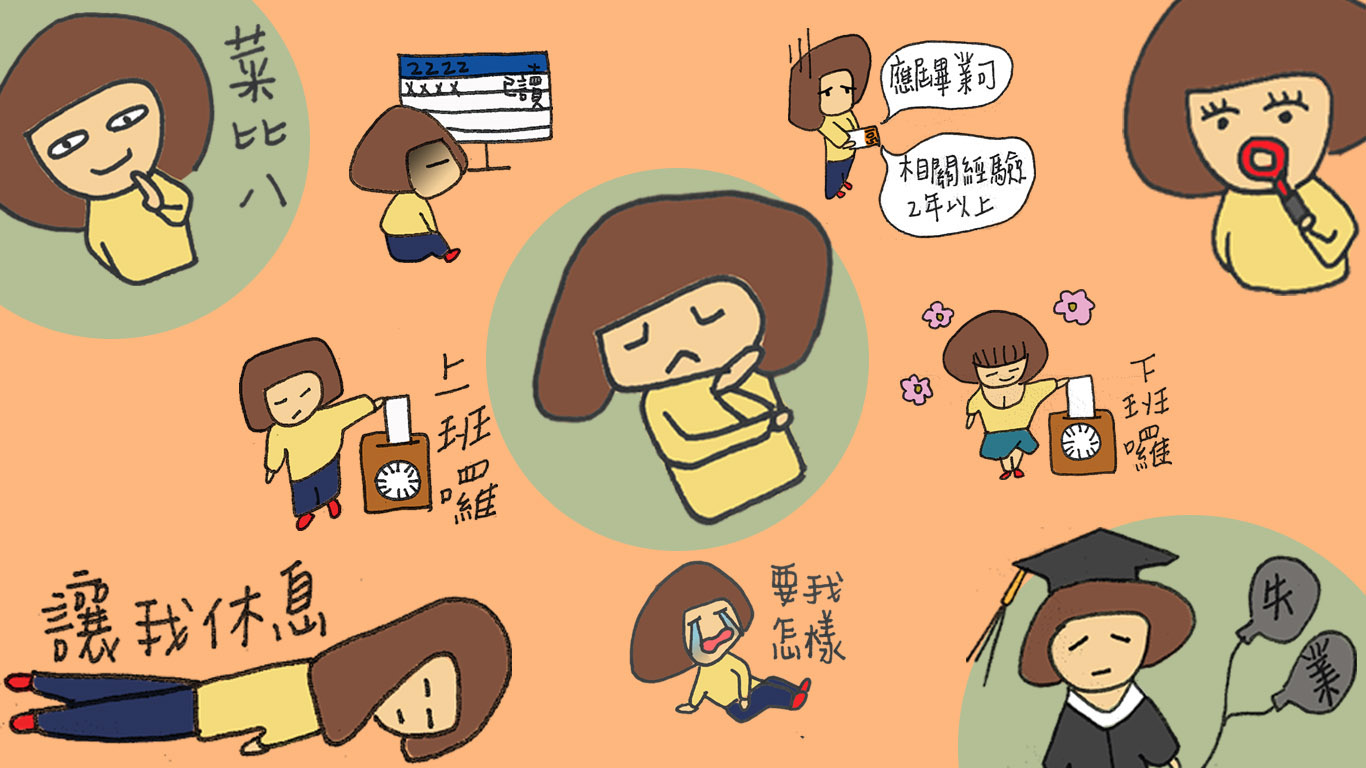 菜比八
2222 +
XXXX 已讀
應屆畢業可
相關經驗
2年以上
上班囉
下班囉
讓我休息
要我
怎樣
失
業